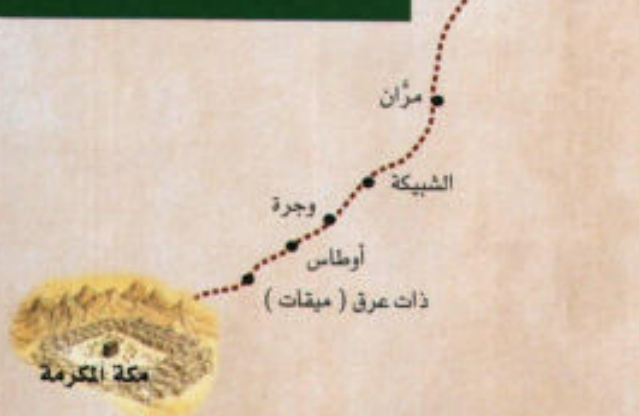 مرَّان
الشبيكة
وجرة
أوطاس
ذات عرق ( ميقات )
مكة المكرمة